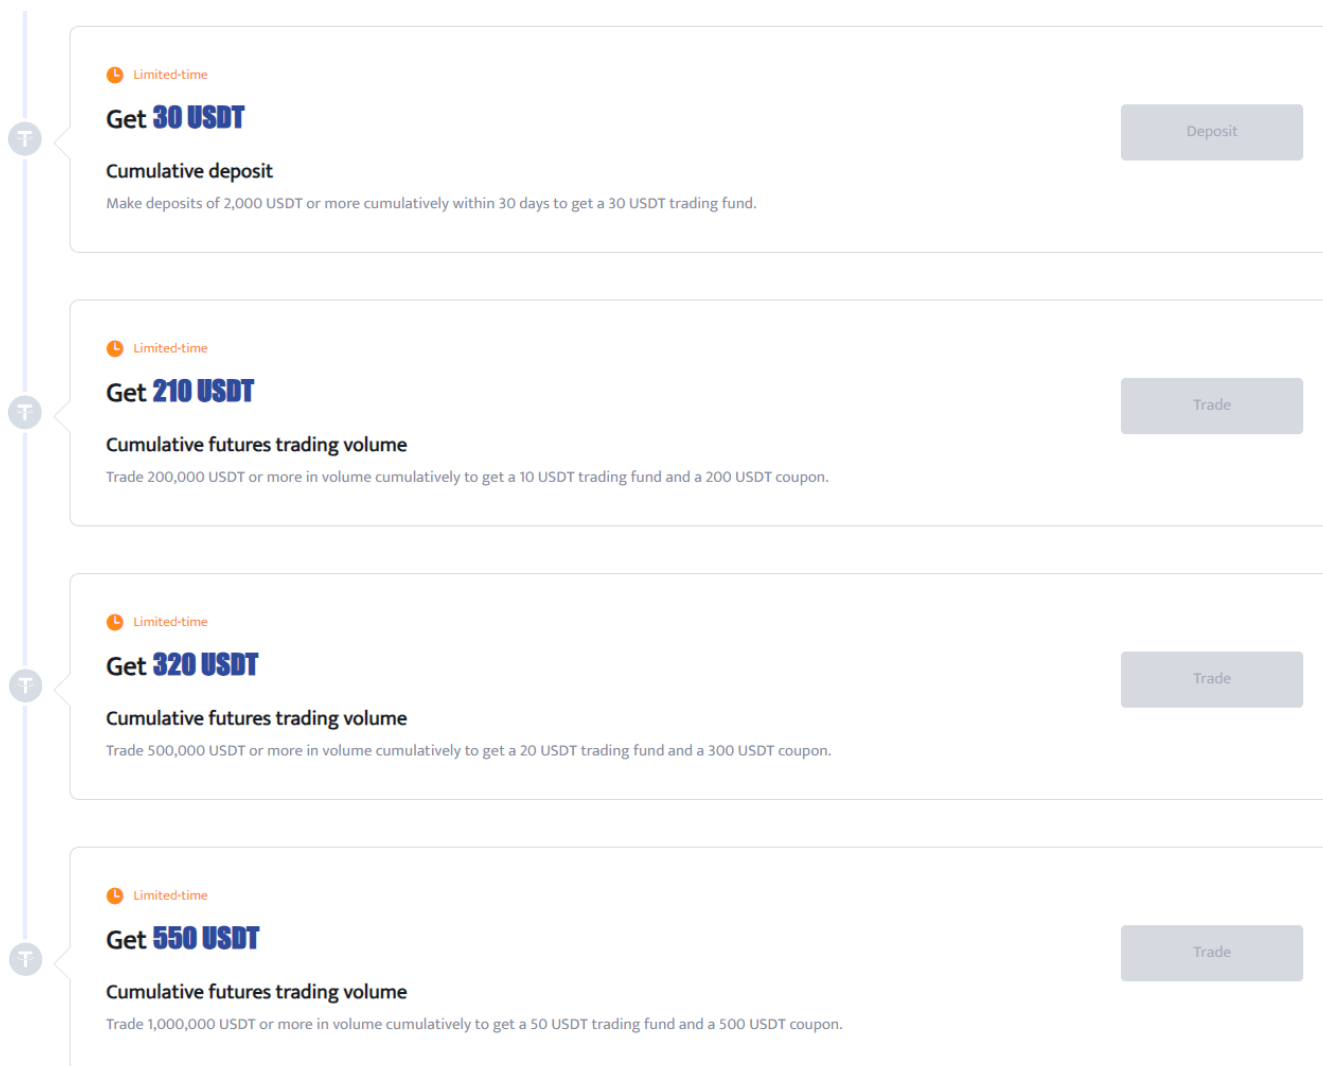 Limited-time
Get 30 USDT
Deposit
Cumulative deposit
Make deposits of 2,000 USDT or more cumulatively within 30 days to get a 30 USDT trading fund.
Limited-time
Get 210 USDT
Trade
Cumulative futures trading volume
Trade 200,000 USDT or more in volume cumulatively to get a 10 USDT trading fund and a 200 USDT coupon.
Limited-time
Get 320 USDT
Trade
Cumulative futures trading volume
Trade 500,000 USDT or more in volume cumulatively to get a 20 USDT trading fund and a 300 USDT coupon.
Limited-time
Get 550 USDT
Trade
Cumulative futures trading volume
Trade 1,000,000 USDT or more in volume cumulatively to get a 50 USDT trading fund and a 500 USDT coupon.